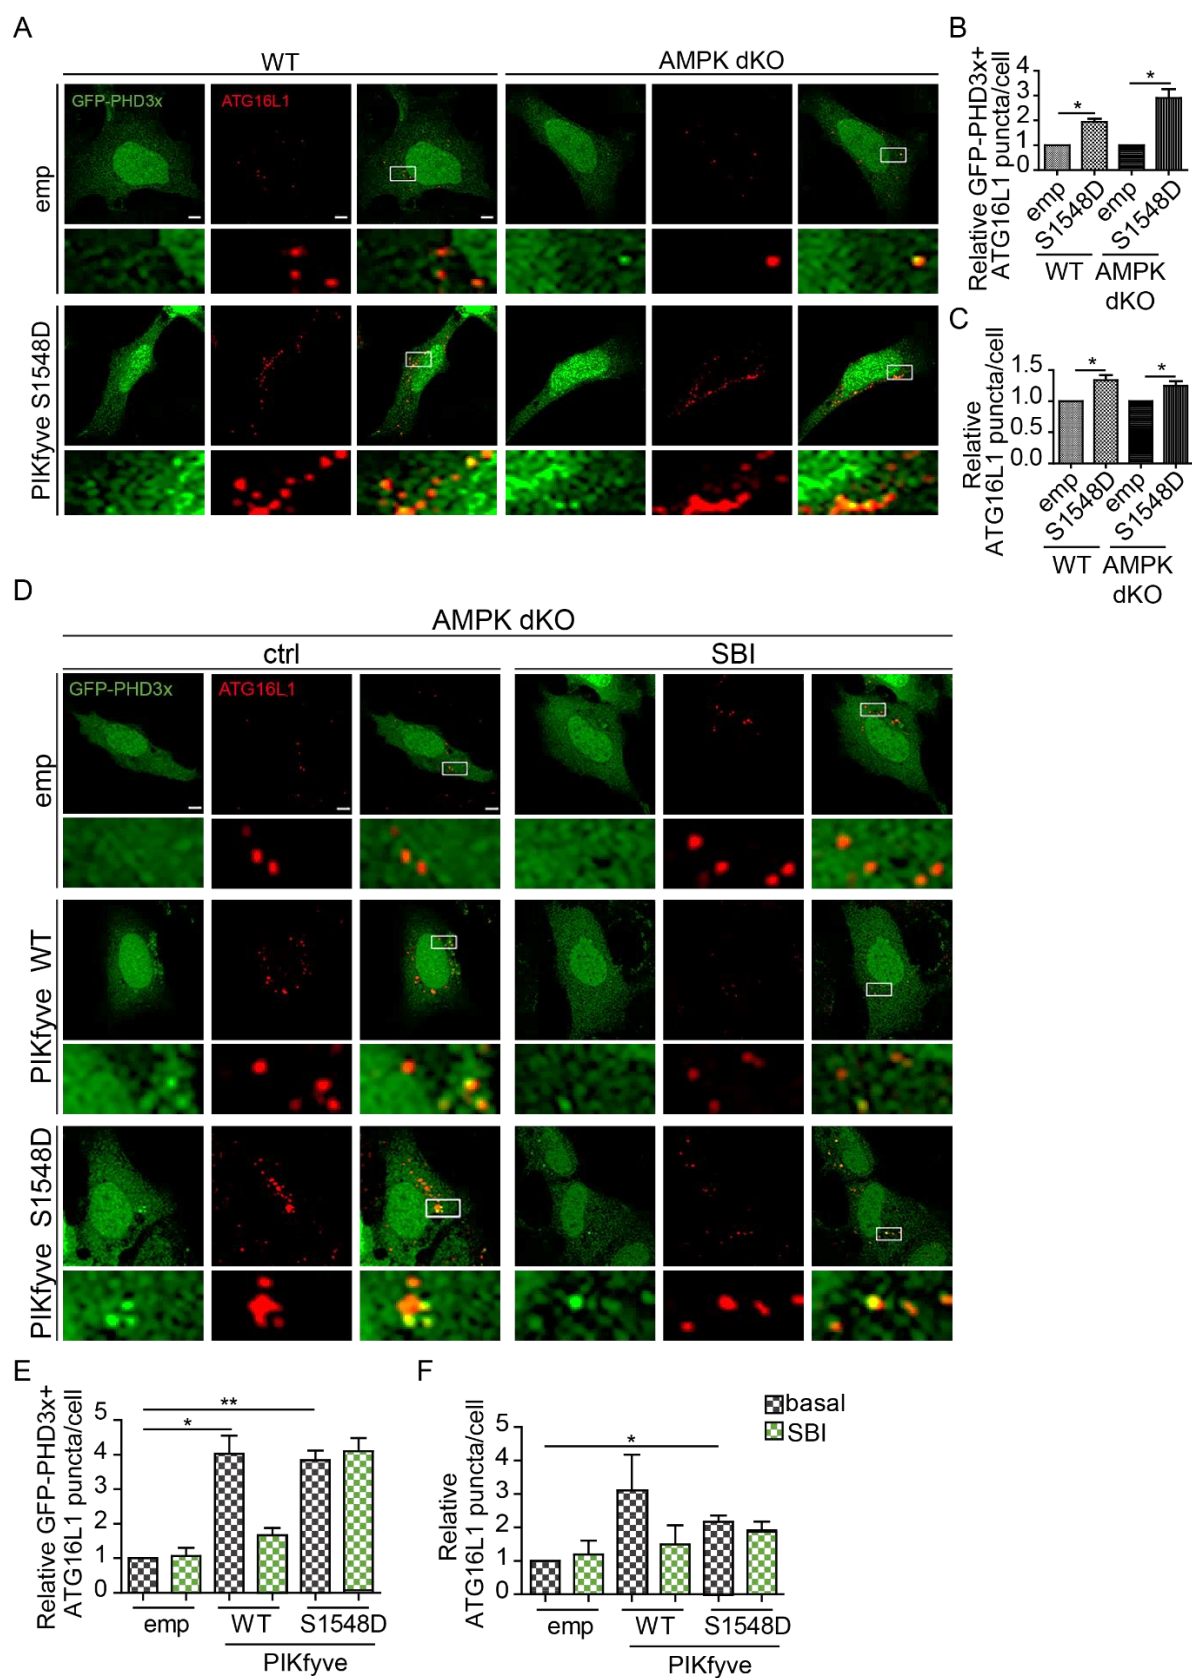 A
WT
AMPK dKO
GFP-PHD3x
ATG16L1
emp
PIKfyve S1548D
B
Relative GFP-PHD3x+
ATG16L1 puncta/cell
4
3
2
1
0
*
*
emp
S1548D
emp
S1548D
WT
AMPK
dKO
C
Relative
ATG16L1 puncta/cell
1.5
1.0
0.5
0.0
*
*
emp
S1548D
emp
S1548D
WT
AMPK
dKO
D
AMPK dKO
ctrl
SBI
GFP-PHD3x
ATG16L1
emp
PIKfyve WT
PIKfyve S1548D
E
Relative GFP-PHD3x+
ATG16L1 puncta/cell
5
4
3
2
1
0
**
*
emp
WT
S1548D
PIKfyve
F
Relative
ATG16L1 puncta/cell
5
4
3
2
1
0
*
emp
WT
S1548D
PIKfyve
basal
SBI